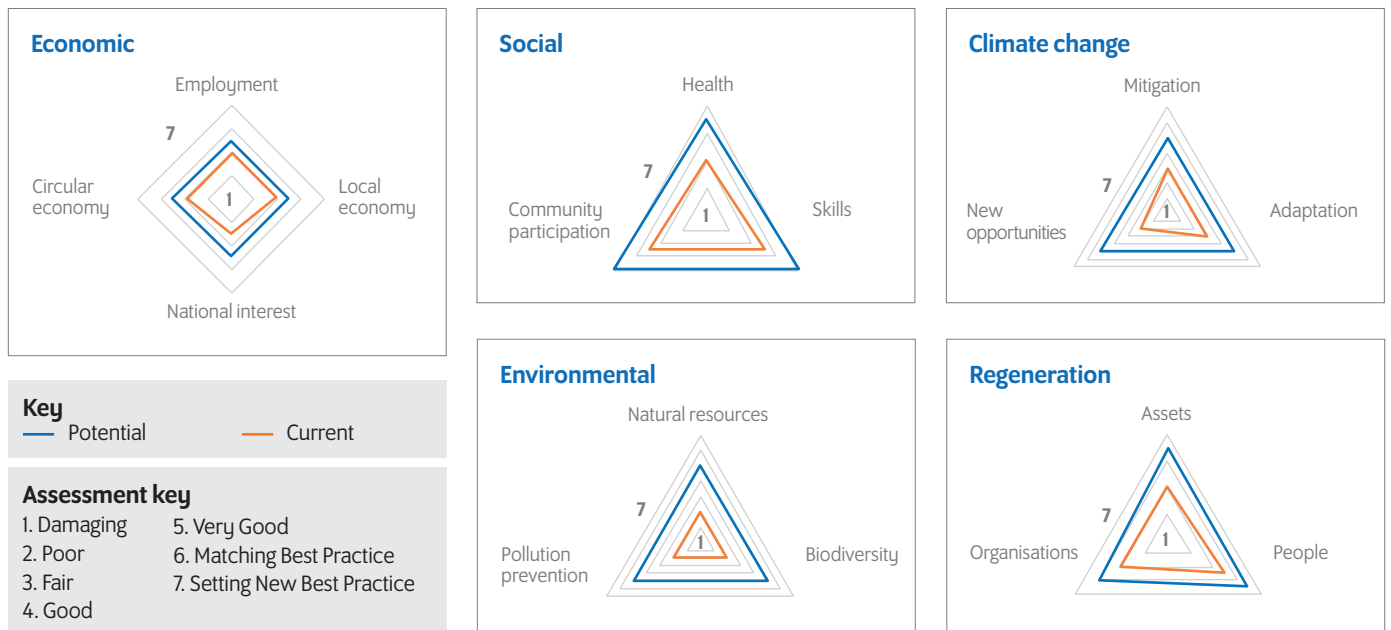 Economic
Employment
7
Circular
economy
1
Local
economy
National interest
Social
Health
7
Community
participation
1
Skills
Climate change
Mitigation
7
New
opportunities
1
Adaptation
Key
Potential
Current
Assessment key
1. Damaging
2. Poor
3. Fair
4. Good
5. Very Good
6. Matching Best Practice
7. Setting New Best Practice
Environmental
Natural resources
7
Pollution
prevention
1
Biodiversity
Regeneration
Assets
7
Organisations
1
People